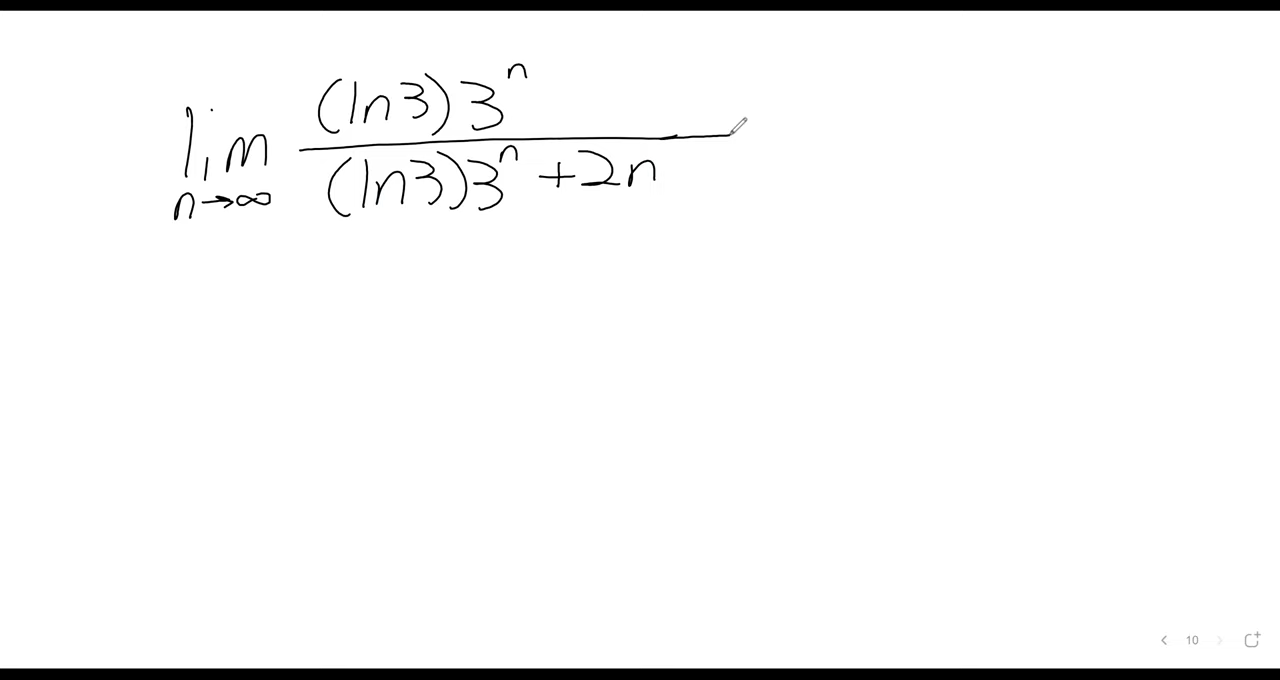 lim n→∞ (ln3)3^n / (ln3)3^n + 2n
< 10 >